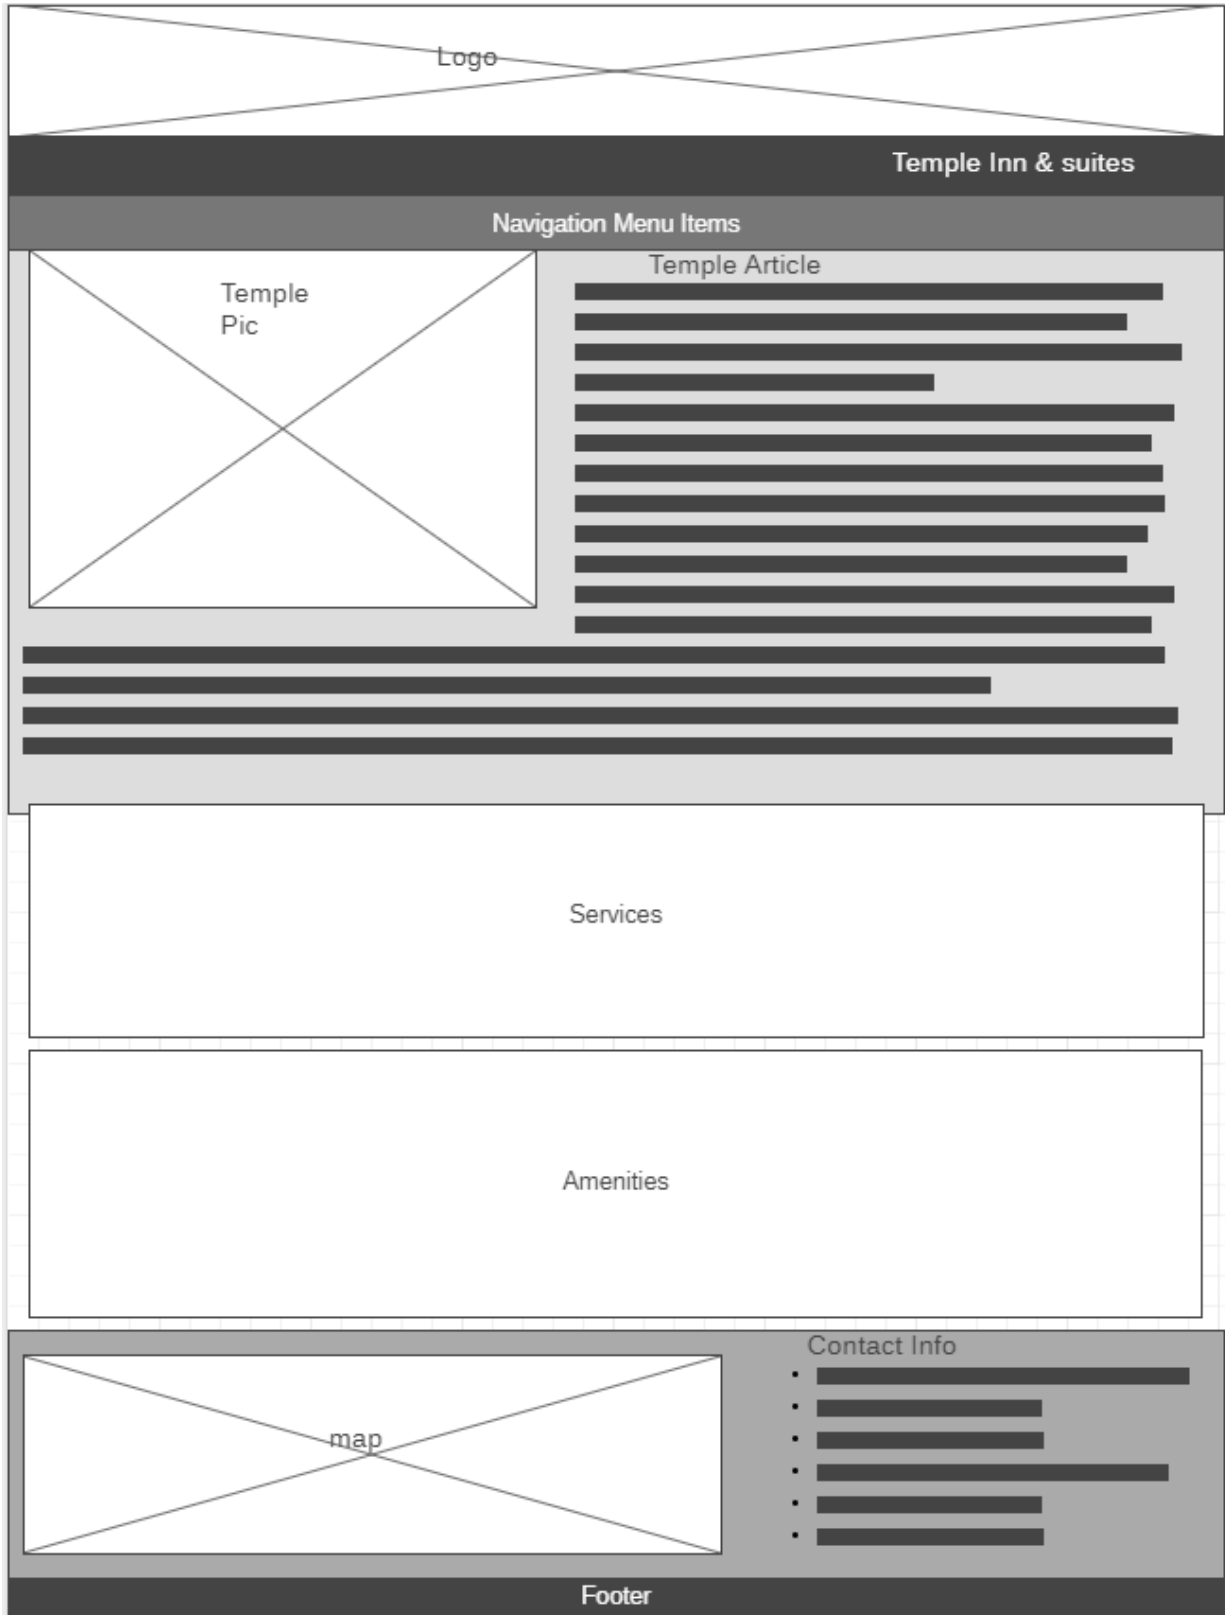 Logo
Temple Inn & suites
Navigation Menu Items
Temple
Pic
Temple Article
Services
Amenities
map
Contact Info
Footer